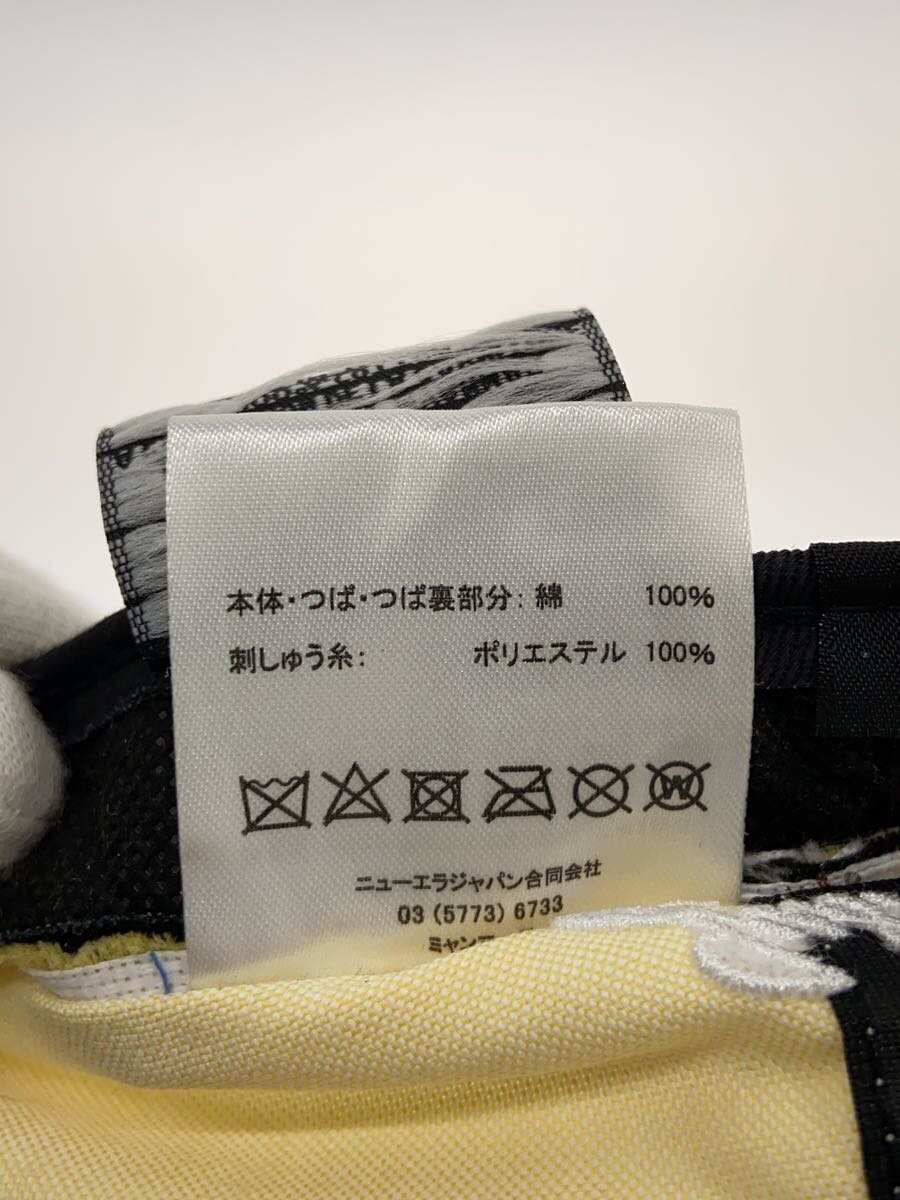 本体・つば・つば裏部分: 綿 100%
刺しゅう糸: ポリエステル 100%
ニューエラジャパン合同会社
03 (5773) 6733